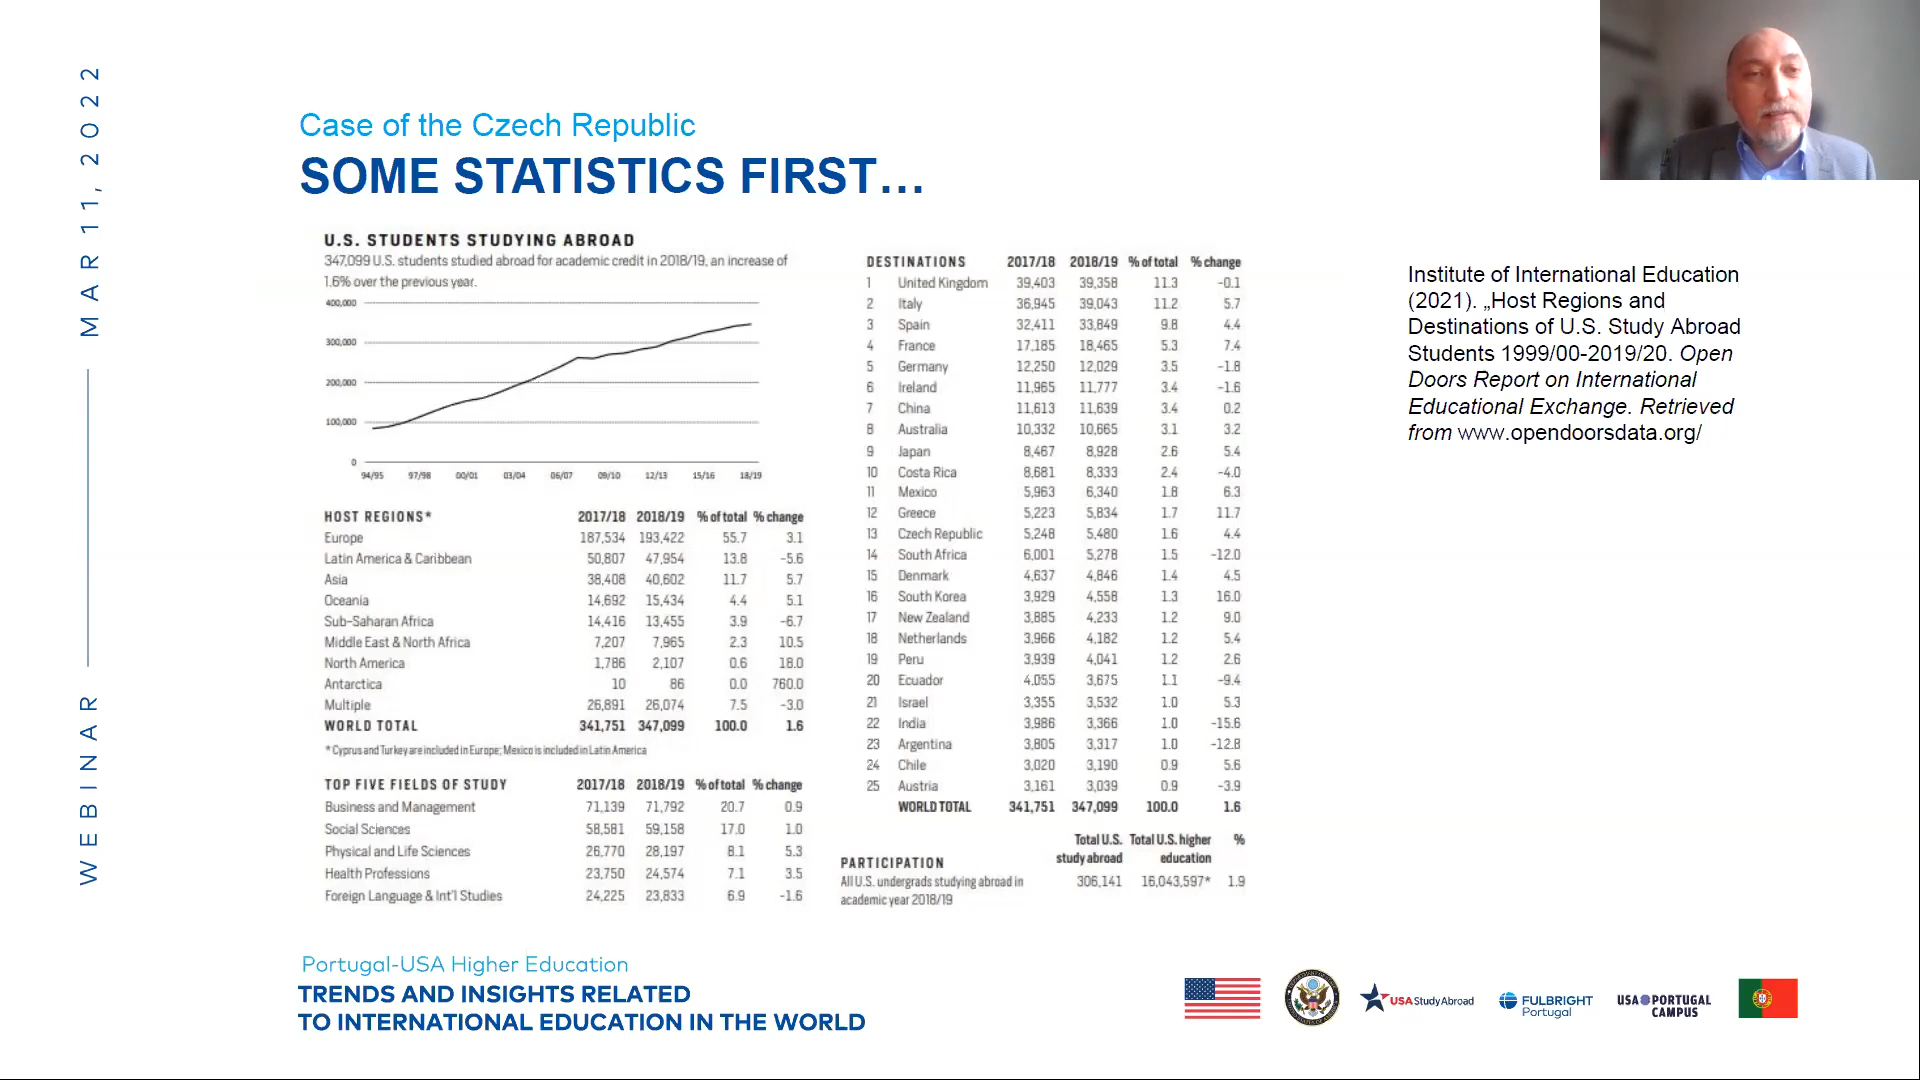 MAR 11, 2022
WEBINAR
Case of the Czech Republic
SOME STATISTICS FIRST…
U.S. STUDENTS STUDYING ABROAD
347,099 U.S. students studied abroad for academic credit in 2018/19, an increase of
1.6% over the previous year.
400,000
300,000
200,000
100,000
0
94/95 97/98 00/01 03/04 06/07 09/10 12/13 15/16 18/19
HOST REGIONS* 2017/18 2018/19 % of total % change
Europe 187,534 193,422 55.7 3.1
Latin America & Caribbean 50,807 47,954 13.8 -5.6
Asia 38,408 40,602 11.7 5.7
Oceania 14,692 15,434 4.4 5.1
Sub-Saharan Africa 14,416 13,455 3.9 -6.7
Middle East & North Africa 7,207 7,965 2.3 10.5
North America 1,786 2,107 0.6 18.0
Antarctica 10 86 0.0 760.0
Multiple 26,891 26,074 7.5 -3.0
WORLD TOTAL 341,751 347,099 100.0 1.6
* Cyprus and Turkey are included in Europe; Mexico is included in Latin America
TOP FIVE FIELDS OF STUDY 2017/18 2018/19 % of total % change
Business and Management 71,139 71,792 20.7 0.9
Social Sciences 58,581 59,158 17.0 1.0
Physical and Life Sciences 26,770 28,197 8.1 5.3
Health Professions 23,750 24,574 7.1 3.5
Foreign Language & Int'l Studies 24,225 23,833 6.9 -1.6
DESTINATIONS 2017/18 2018/19 % of total % change
1 United Kingdom 39,403 39,358 11.3 -0.1
2 Italy 36,945 39,043 11.2 5.7
3 Spain 32,411 33,849 9.8 4.4
4 France 17,185 18,465 5.3 7.4
5 Germany 12,250 12,029 3.5 -1.8
6 Ireland 11,965 11,777 3.4 -1.6
7 China 11,613 11,639 3.4 0.2
8 Australia 10,332 10,665 3.1 3.2
9 Japan 8,467 8,928 2.6 5.4
10 Costa Rica 8,681 8,333 2.4 -4.0
11 Mexico 5,963 6,340 1.8 6.3
12 Greece 5,223 5,834 1.7 11.7
13 Czech Republic 5,248 5,480 1.6 4.4
14 South Africa 6,001 5,278 1.5 -12.0
15 Denmark 4,637 4,846 1.4 4.5
16 South Korea 3,929 4,558 1.3 16.0
17 New Zealand 3,885 4,233 1.2 9.0
18 Netherlands 3,966 4,182 1.2 5.4
19 Peru 3,939 4,041 1.2 2.6
20 Ecuador 4,055 3,675 1.1 -9.4
21 Israel 3,355 3,532 1.0 5.3
22 India 3,986 3,366 1.0 -15.6
23 Argentina 3,805 3,317 1.0 -12.8
24 Chile 3,020 3,190 0.9 5.6
25 Austria 3,161 3,039 0.9 -3.9
WORLD TOTAL 341,751 347,099 100.0 1.6
Total U.S. Total U.S. higher %
study abroad education
PARTICIPATION
All U.S. undergrads studying abroad in 306,141 16,043,597* 1.9
academic year 2018/19
Institute of International Education
(2021). „Host Regions and
Destinations of U.S. Study Abroad
Students 1999/00-2019/20. Open
Doors Report on International
Educational Exchange. Retrieved
from www.opendoorsdata.org/
Portugal-USA Higher Education
TRENDS AND INSIGHTS RELATED
TO INTERNATIONAL EDUCATION IN THE WORLD
USA Study Abroad
FULBRIGHT
Portugal
USA PORTUGAL
CAMPUS